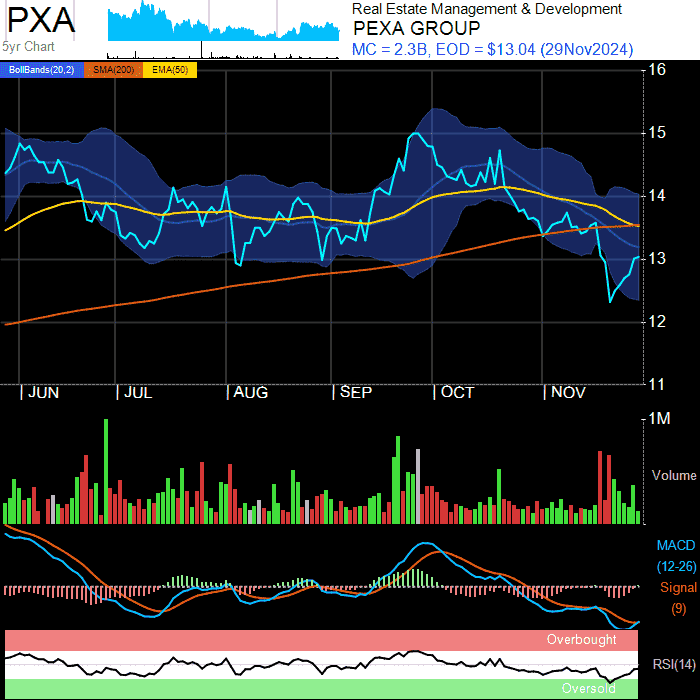 PXA
5yr Chart
Real Estate Management & Development
PEXA GROUP
MC = 2.3B, EOD = $13.04 (29Nov2024)
BollBands(20,2) SMA(200) EMA(50)
16
15
14
13
12
11
JUN JUL AUG SEP OCT NOV
1M
Volume
MACD
(12-26)
Signal
(9)
Overbought
RSI(14)
Oversold